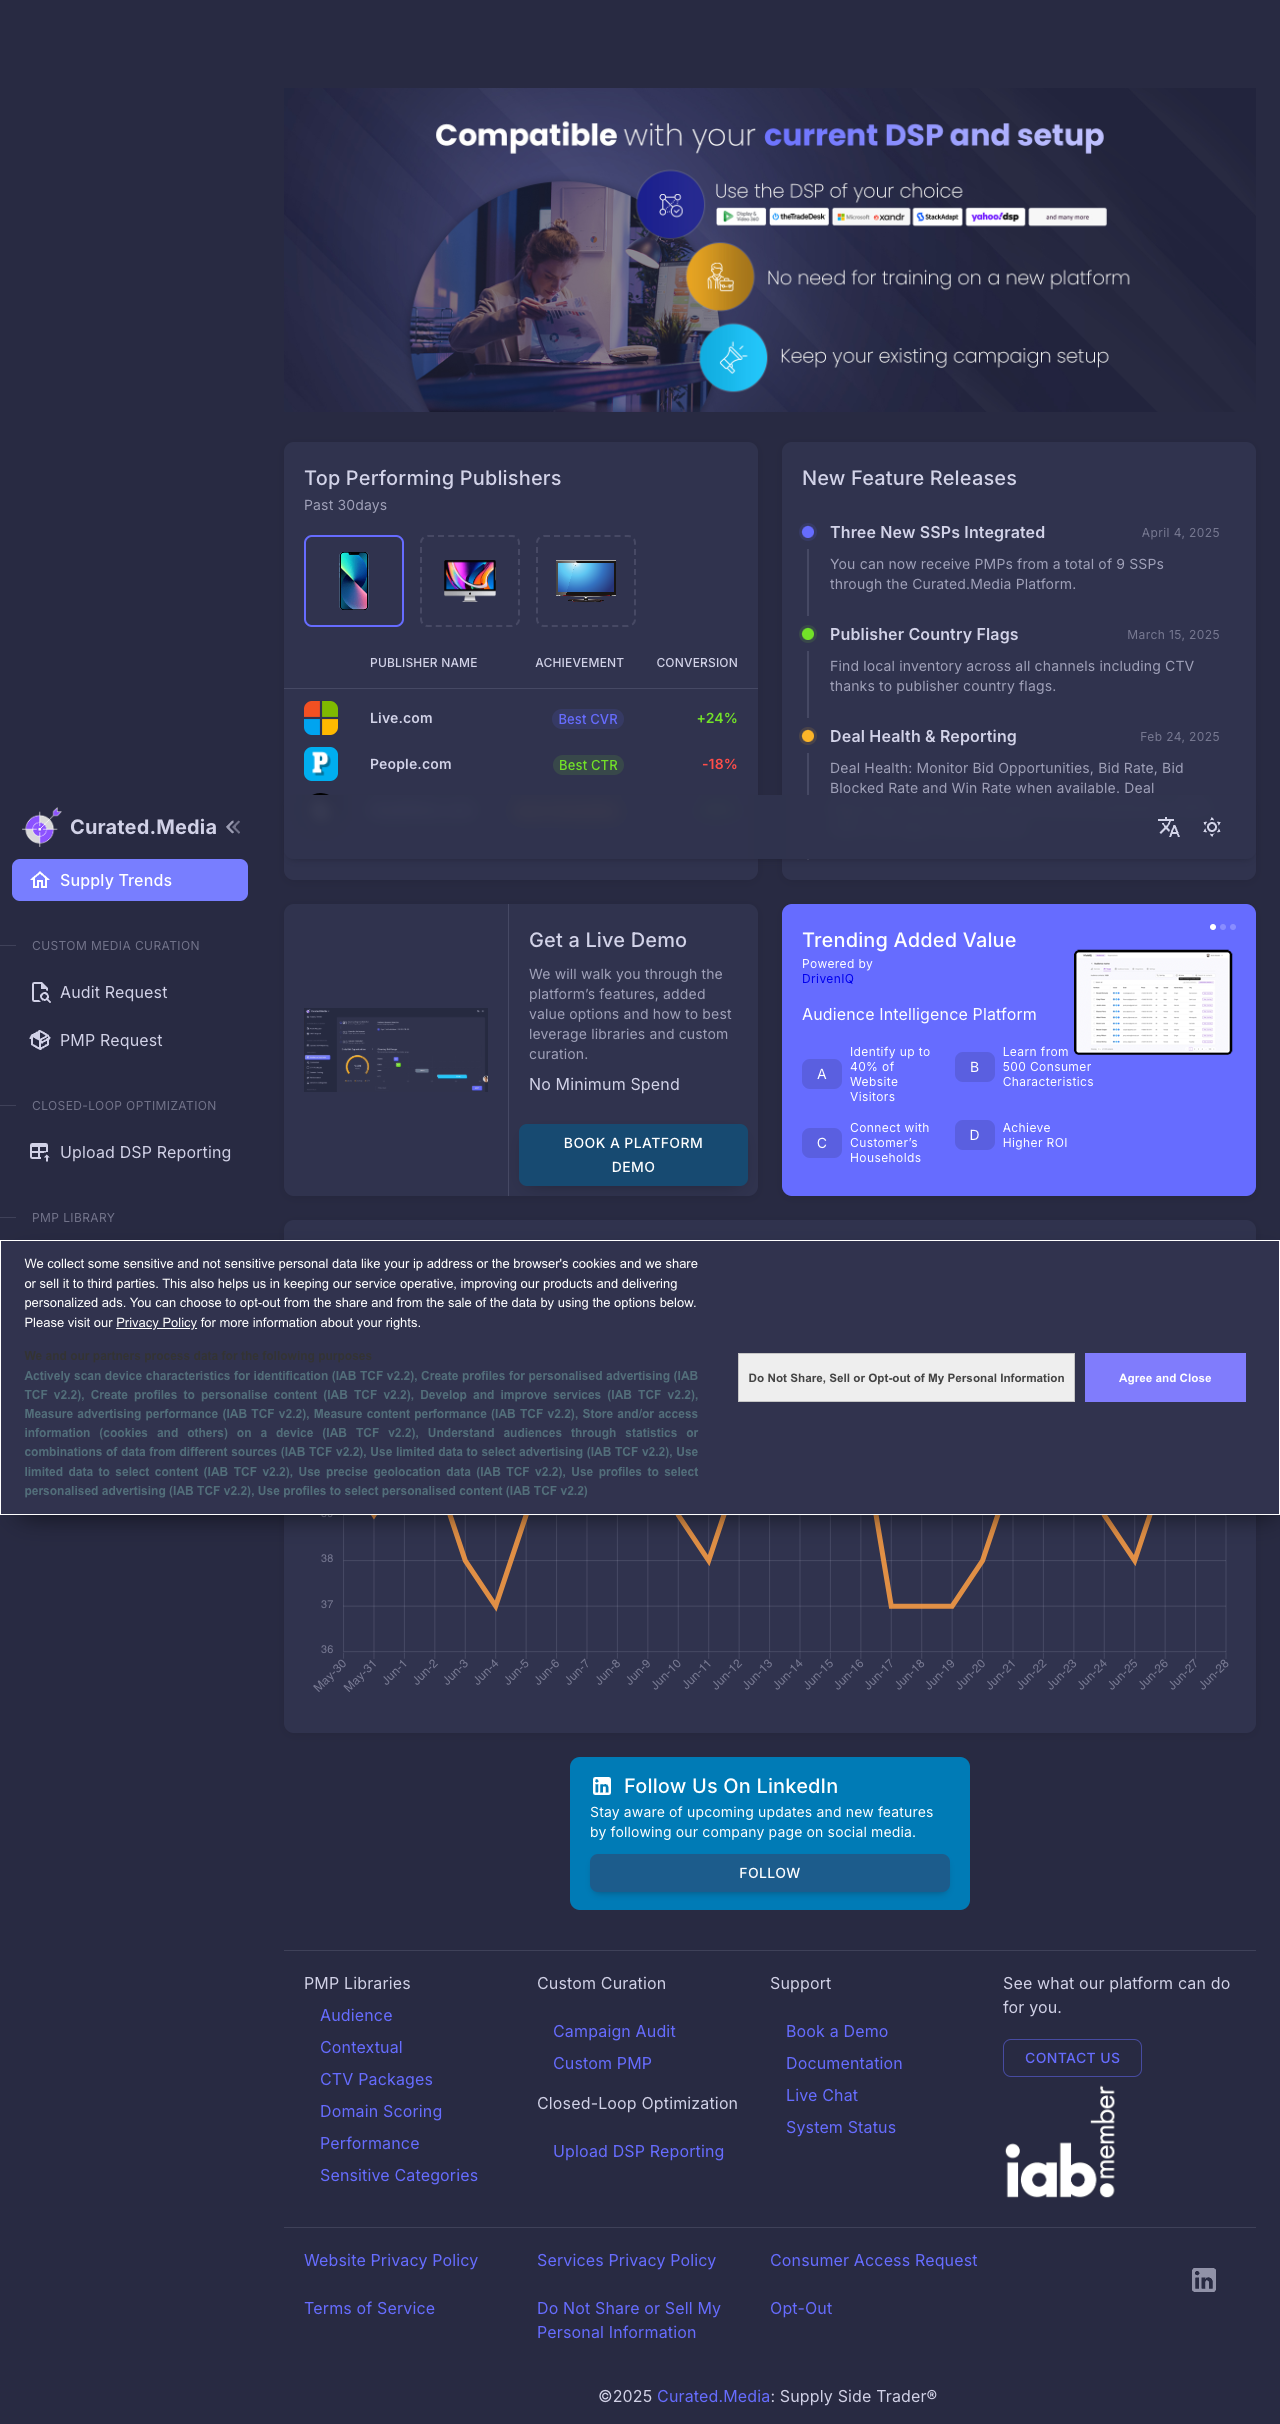 Compatible with your current DSP and setup
Use the DSP of your choice
Display & Video 360 theTradeDesk Microsoft xandr StackAdapt yahoo!dsp and many more
No need for training on a new platform
Keep your existing campaign setup
Top Performing Publishers
Past 30days
PUBLISHER NAME ACHIEVEMENT CONVERSION
Live.com Best CVR +24%
People.com Best CTR -18%
New Feature Releases
Three New SSPs Integrated April 4, 2025
You can now receive PMPs from a total of 9 SSPs
through the Curated.Media Platform.
Publisher Country Flags March 15, 2025
Find local inventory across all channels including CTV
thanks to publisher country flags.
Deal Health & Reporting Feb 24, 2025
Deal Health: Monitor Bid Opportunities, Bid Rate, Bid
Blocked Rate and Win Rate when available. Deal
Curated.Media
Supply Trends
CUSTOM MEDIA CURATION
Audit Request
PMP Request
CLOSED-LOOP OPTIMIZATION
Upload DSP Reporting
PMP LIBRARY
Get a Live Demo
We will walk you through the
platform's features, added
value options and how to best
leverage libraries and custom
curation.
No Minimum Spend
BOOK A PLATFORM
DEMO
Trending Added Value
Powered by
DrivenIQ
Audience Intelligence Platform
A
Identify up to
40% of
Website
Visitors
B
Learn from
500 Consumer
Characteristics
C
Connect with
Customer's
Households
D
Achieve
Higher ROI
We collect some sensitive and not sensitive personal data like your ip address or the browser's cookies and we share
or sell it to third parties. This also helps us in keeping our service operative, improving our products and delivering
personalized ads. You can choose to opt-out from the share and from the sale of the data by using the options below.
Please visit our Privacy Policy for more information about your rights.
Actively scan device characteristics for identification (IAB TCF v2.2), Create profiles for personalised advertising (IAB
TCF v2.2), Create profiles to personalise content (IAB TCF v2.2), Develop and improve services (IAB TCF v2.2),
Measure advertising performance (IAB TCF v2.2), Measure content performance (IAB TCF v2.2), Store and/or access
information (cookies and others) on a device (IAB TCF v2.2), Understand audiences through statistics or
combinations of data from different sources (IAB TCF v2.2), Use limited data to select advertising (IAB TCF v2.2), Use
limited data to select content (IAB TCF v2.2), Use precise geolocation data (IAB TCF v2.2), Use profiles to select
personalised advertising (IAB TCF v2.2), Use profiles to select personalised content (IAB TCF v2.2)
Do Not Share, Sell or Opt-out of My Personal Information
Agree and Close
38
37
36
May-30 May-31 Jun-1 Jun-2 Jun-3 Jun-4 Jun-5 Jun-6 Jun-7 Jun-8 Jun-9 Jun-10 Jun-11 Jun-12 Jun-13 Jun-14 Jun-15 Jun-16 Jun-17 Jun-18 Jun-19 Jun-20 Jun-21 Jun-22 Jun-23 Jun-24 Jun-25 Jun-26 Jun-27 Jun-28
Follow Us On LinkedIn
Stay aware of upcoming updates and new features
by following our company page on social media.
FOLLOW
PMP Libraries
Audience
Contextual
CTV Packages
Domain Scoring
Performance
Sensitive Categories
Custom Curation
Campaign Audit
Custom PMP
Closed-Loop Optimization
Upload DSP Reporting
Support
Book a Demo
Documentation
Live Chat
System Status
See what our platform can do
for you.
CONTACT US
iab. member
Website Privacy Policy
Services Privacy Policy
Consumer Access Request
Terms of Service
Do Not Share or Sell My
Personal Information
Opt-Out
©2025 Curated.Media: Supply Side Trader®